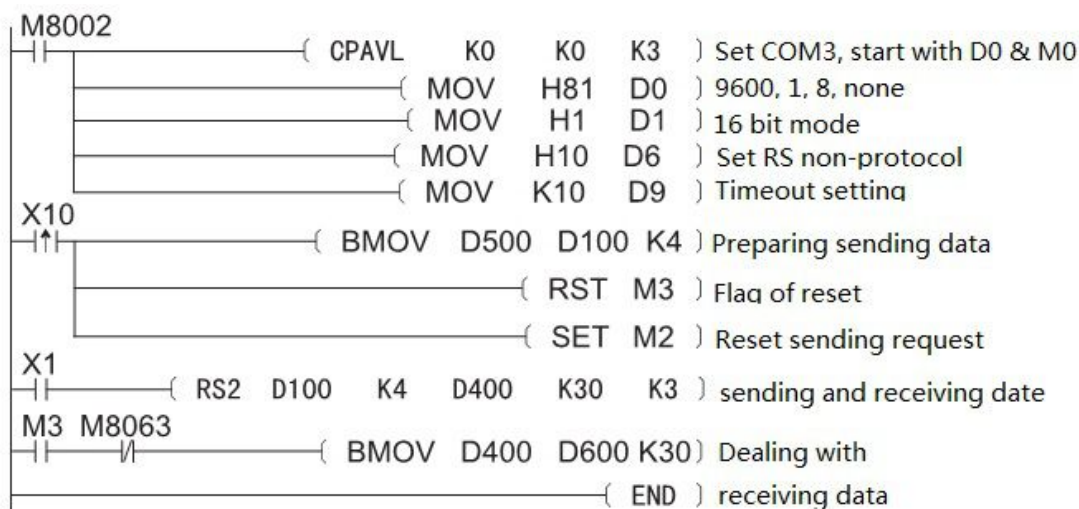 M8002
CPAVL K0 K0 K3 Set COM3, start with D0 & M0
MOV H81 D0 9600, 1, 8, none
MOV H1 D1 16 bit mode
MOV H10 D6 Set RS non-protocol
MOV K10 D9 Timeout setting
X10
BMOV D500 D100 K4 Preparing sending data
RST M3 Flag of reset
SET M2 Reset sending request
X1
RS2 D100 K4 D400 K30 K3 sending and receiving date
M3 M8063
BMOV D400 D600 K30 Dealing with
END receiving data